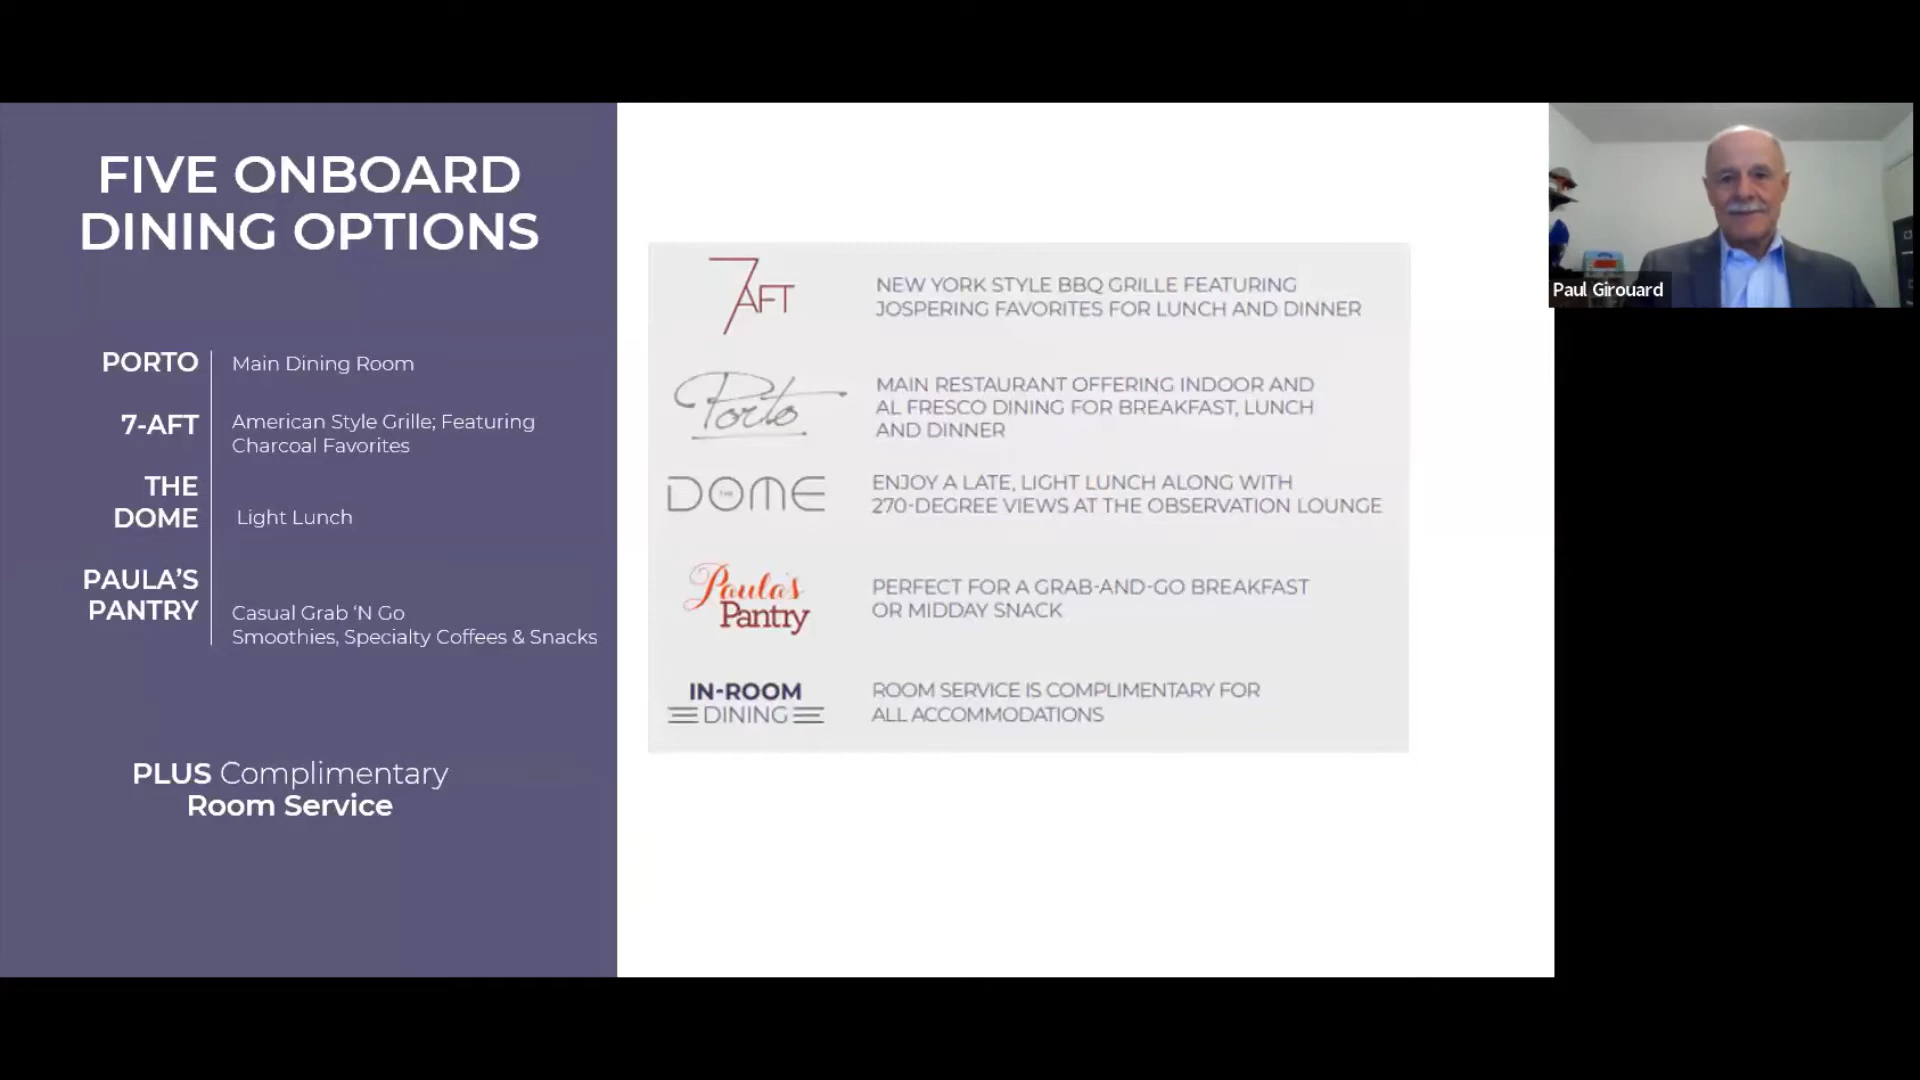 FIVE ONBOARD
DINING OPTIONS
PORTO
Main Dining Room
7-AFT
American Style Grille; Featuring
Charcoal Favorites
THE
DOME
Light Lunch
PAULA'S
PANTRY
Casual Grab ‘N Go
Smoothies, Specialty Coffees & Snacks
PLUS Complimentary
Room Service
7AFT
NEW YORK STYLE BBQ GRILLE FEATURING
JOSPERING FAVORITES FOR LUNCH AND DINNER
Porto
MAIN RESTAURANT OFFERING INDOOR AND
AL FRESCO DINING FOR BREAKFAST, LUNCH
AND DINNER
THE DOME
ENJOY A LATE, LIGHT LUNCH ALONG WITH
270-DEGREE VIEWS AT THE OBSERVATION LOUNGE
Paula's
Pantry
PERFECT FOR A GRAB-AND-GO BREAKFAST
OR MIDDAY SNACK
IN-ROOM
DINING
ROOM SERVICE IS COMPLIMENTARY FOR
ALL ACCOMMODATIONS
Paul Girouard